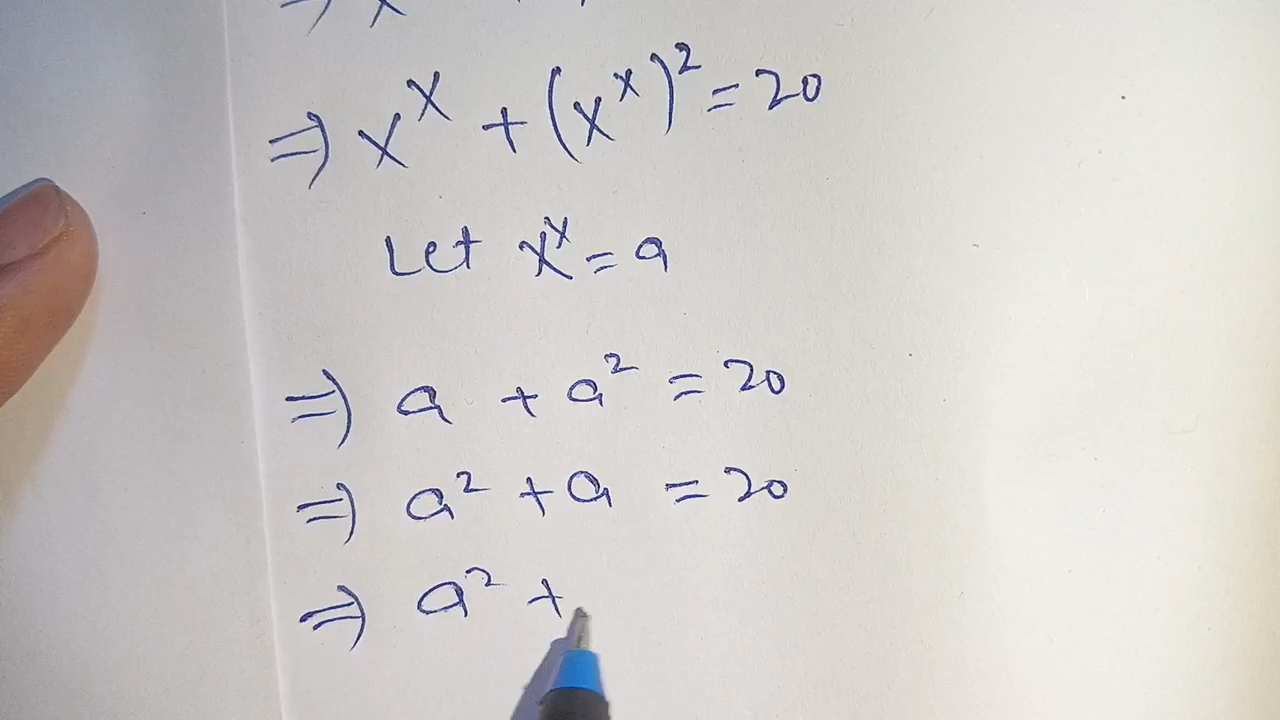 ⇒ x^x + (x^x)^2 = 20
Let x^x = a
⇒ a + a^2 = 20
⇒ a^2 + a = 20
⇒ a^2 +